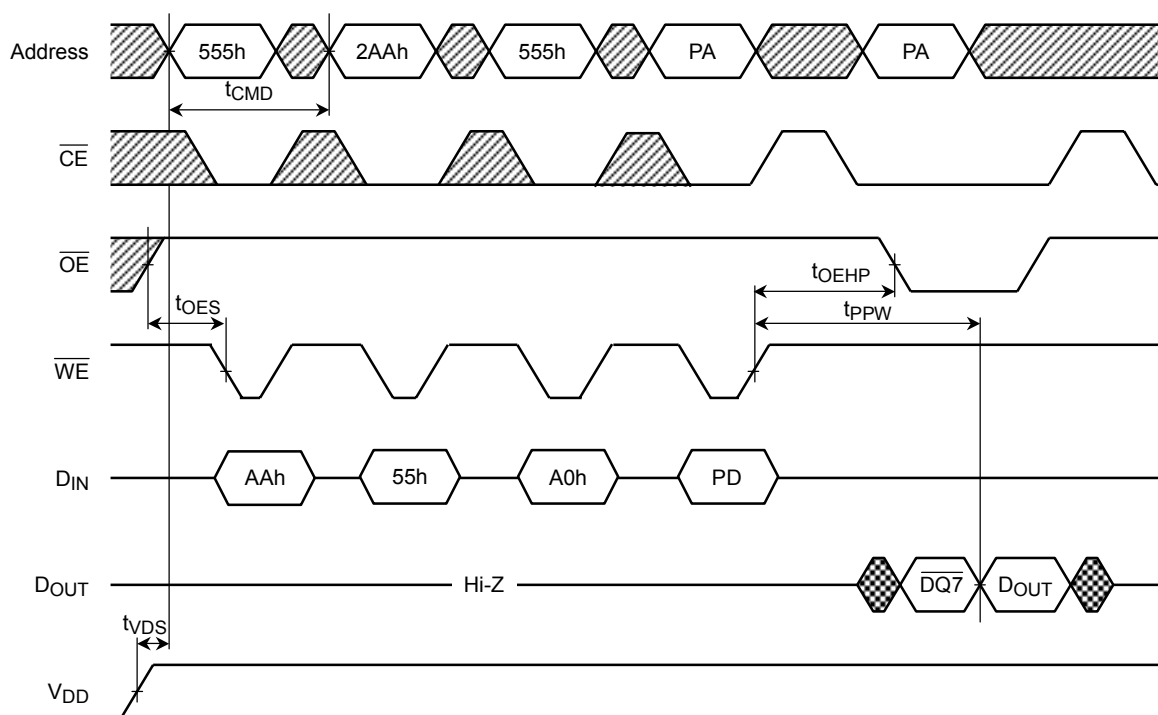 Address 555h 2AAh 555h PA PA
tCMD
CE
OE
tOEHP
tOES
tPPW
WE
DIN AAh 55h A0h PD
DOUT Hi-Z DQ7 DOUT
tVDS
VDD